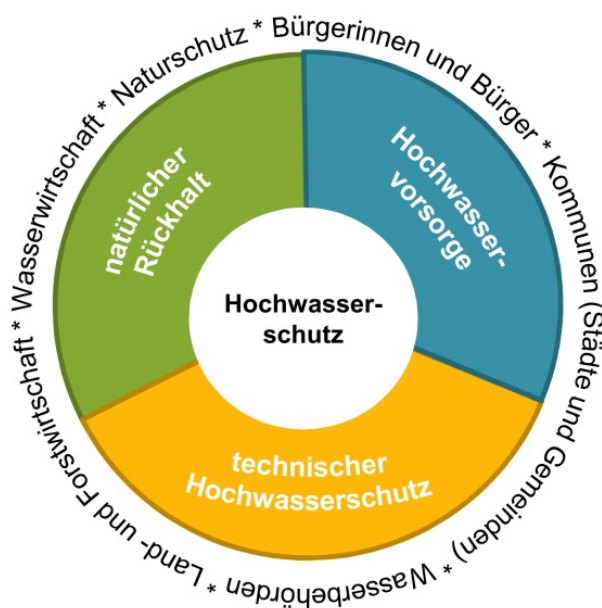 Bürgerinnen und Bürger * Kommunen (Städte und Gemeinden) * Wasserbehörden * Land- und Forstwirtschaft * Wasserwirtschaft * Naturschutz *
natürlicher
Rückhalt
Hochwasser-
vorsorge
Hochwasser-
schutz
technischer
Hochwasserschutz